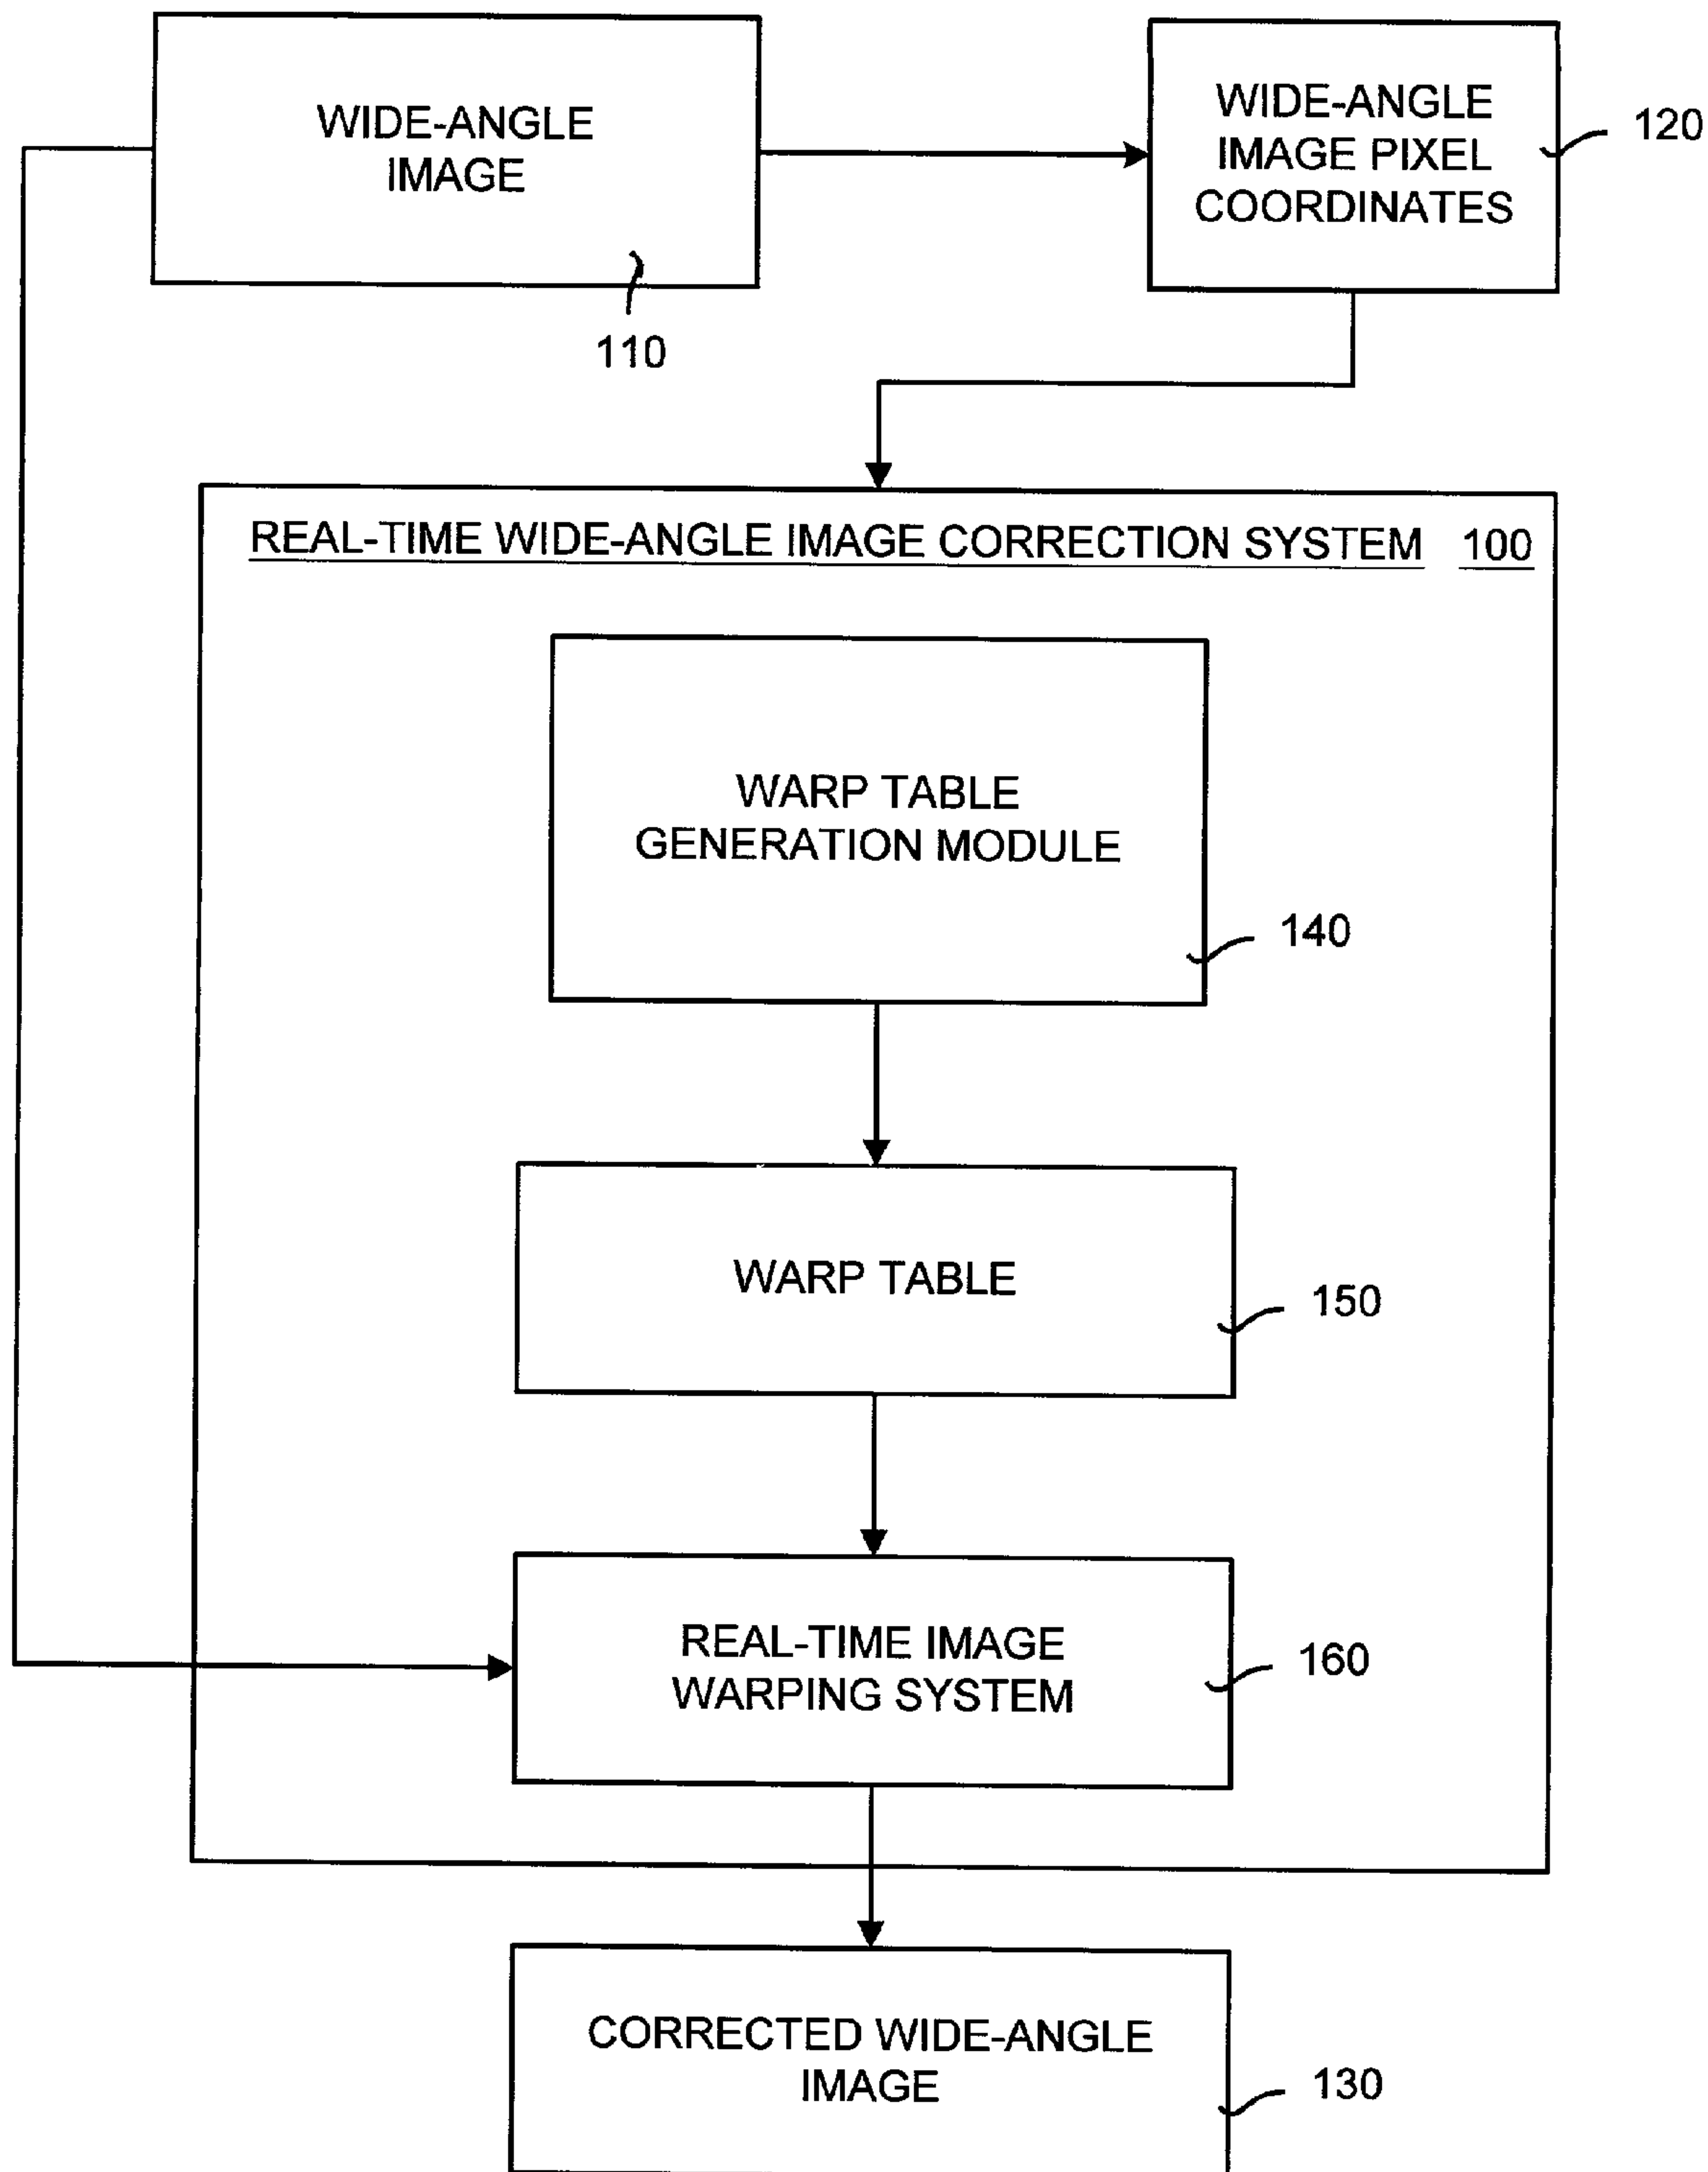 WIDE-ANGLE
IMAGE
110
WIDE-ANGLE
IMAGE PIXEL
COORDINATES
120
REAL-TIME WIDE-ANGLE IMAGE CORRECTION SYSTEM 100
WARP TABLE
GENERATION MODULE
140
WARP TABLE
150
REAL-TIME IMAGE
WARPING SYSTEM
160
CORRECTED WIDE-ANGLE
IMAGE
130